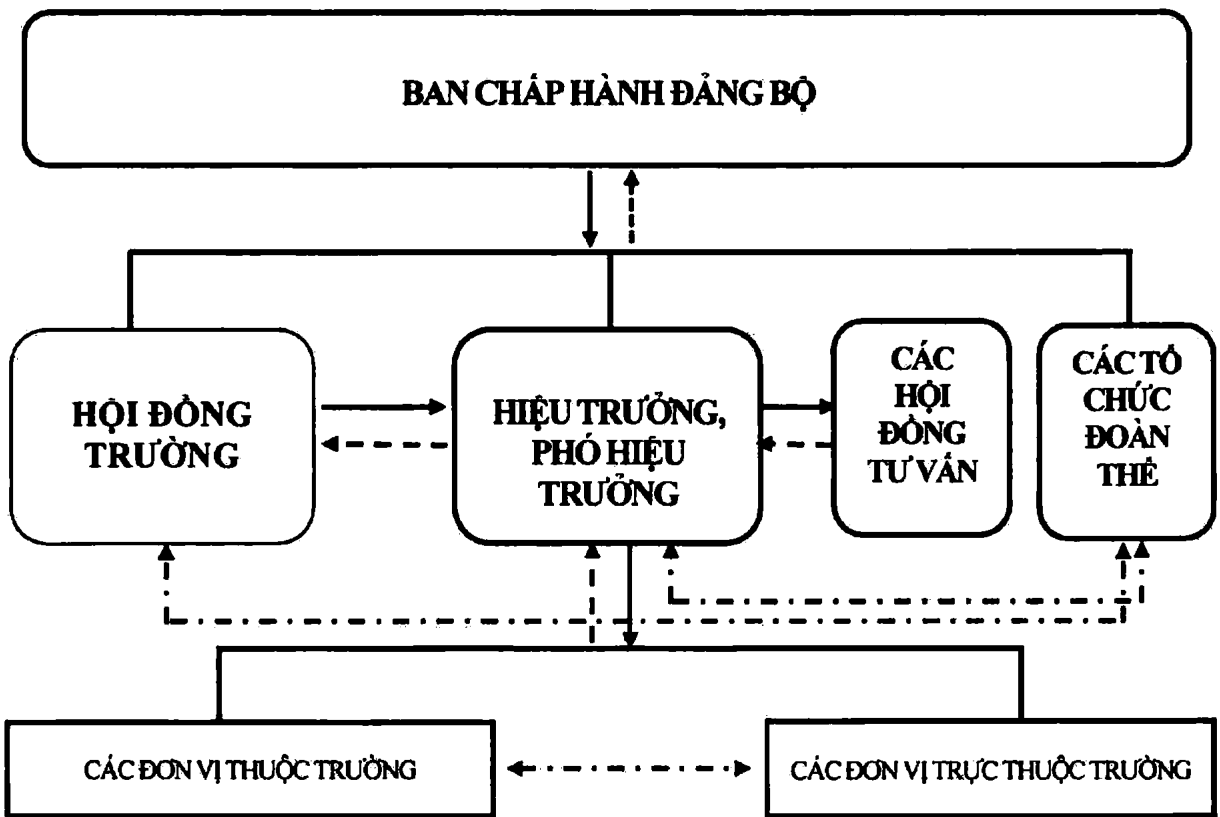 BAN CHẤP HÀNH ĐẢNG BỘ
HỘI ĐỒNG
TRƯỜNG
HIỆU TRƯỞNG,
PHÓ HIỆU
TRƯỞNG
CÁC
HỘI
ĐỒNG
TƯ VẤN
CÁC TỔ
CHỨC
ĐOÀN
THỂ
CÁC ĐƠN VỊ THUỘC TRƯỜNG
CÁC ĐƠN VỊ TRỰC THUỘC TRƯỜNG